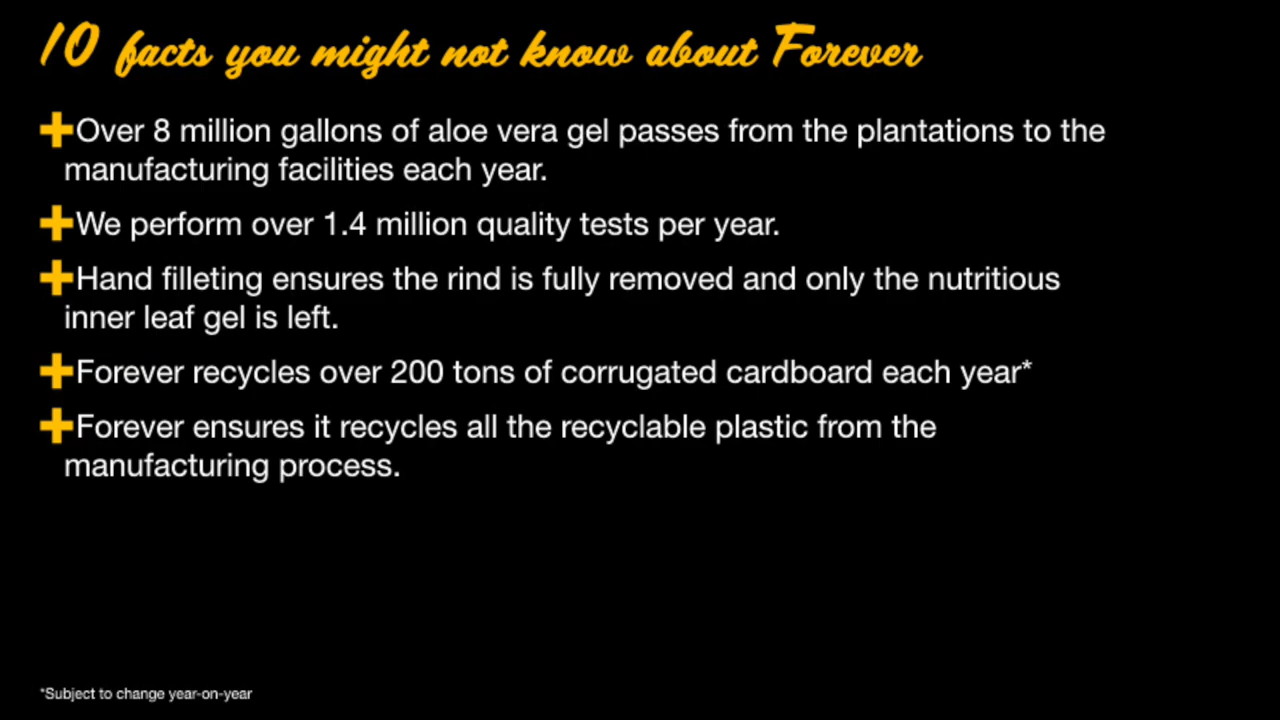 10 facts you might not know about Forever
+Over 8 million gallons of aloe vera gel passes from the plantations to the
manufacturing facilities each year.
+We perform over 1.4 million quality tests per year.
+Hand filleting ensures the rind is fully removed and only the nutritious
inner leaf gel is left.
+Forever recycles over 200 tons of corrugated cardboard each year*
+Forever ensures it recycles all the recyclable plastic from the
manufacturing process.
*Subject to change year-on-year